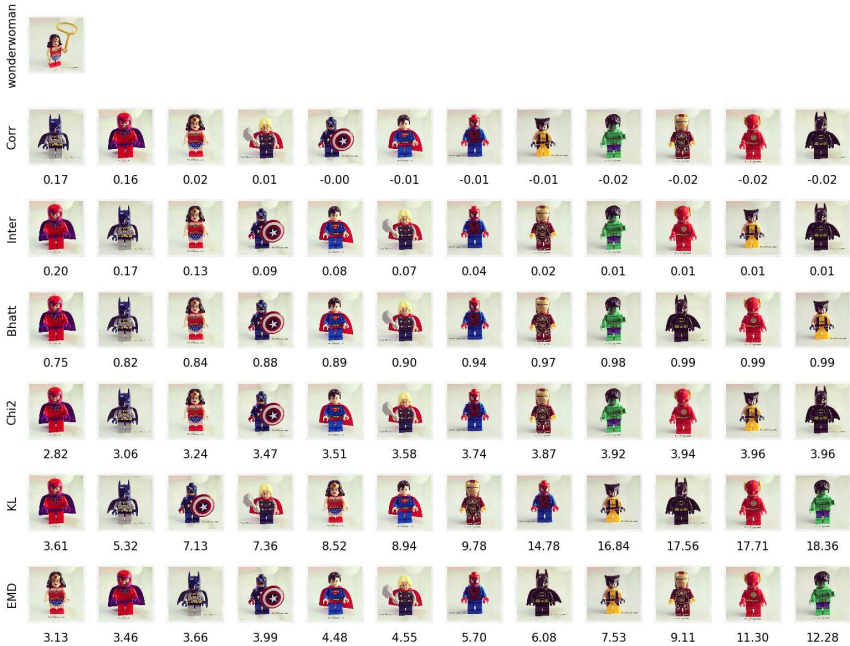 wonderwoman
Corr
0.17 0.16 0.02 0.01 -0.00 -0.01 -0.01 -0.01 -0.02 -0.02 -0.02 -0.02
Inter
0.20 0.17 0.13 0.09 0.08 0.07 0.04 0.02 0.01 0.01 0.01 0.01
Bhatt
0.75 0.82 0.84 0.88 0.89 0.90 0.94 0.97 0.98 0.99 0.99 0.99
Chi2
2.82 3.06 3.24 3.47 3.51 3.58 3.74 3.87 3.92 3.94 3.96 3.96
KL
3.61 5.32 7.13 7.36 8.52 8.94 9.78 14.78 16.84 17.56 17.71 18.36
EMD
3.13 3.46 3.66 3.99 4.48 4.55 5.70 6.08 7.53 9.11 11.30 12.28